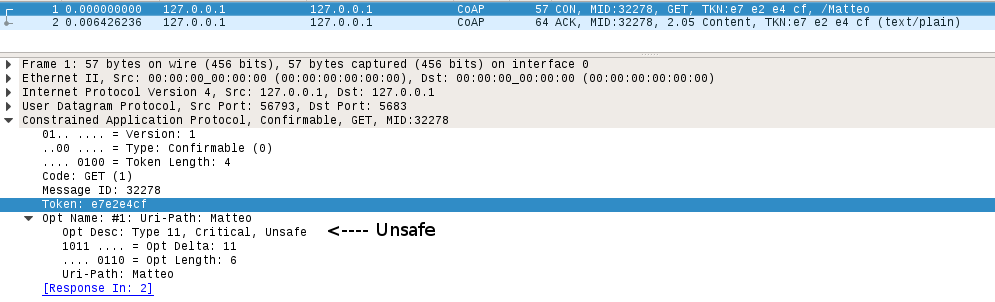 1 0.000000000 127.0.0.1 127.0.0.1 CoAP 57 CON, MID:32278, GET, TKN:e7 e2 e4 cf, /Matteo
2 0.006426236 127.0.0.1 127.0.0.1 CoAP 64 ACK, MID:32278, 2.05 Content, TKN:e7 e2 e4 cf (text/plain)
Frame 1: 57 bytes on wire (456 bits), 57 bytes captured (456 bits) on interface 0
Ethernet II, Src: 00:00:00_00:00:00 (00:00:00:00:00:00), Dst: 00:00:00_00:00:00 (00:00:00:00:00:00)
Internet Protocol Version 4, Src: 127.0.0.1, Dst: 127.0.0.1
User Datagram Protocol, Src Port: 56793, Dst Port: 5683
Constrained Application Protocol, Confirmable, GET, MID:32278
01.. .... = Version: 1
..00 .... = Type: Confirmable (0)
.... 0100 = Token Length: 4
Code: GET (1)
Message ID: 32278
Token: e7e2e4cf
Opt Name: #1: Uri-Path: Matteo
Opt Desc: Type 11, Critical, Unsafe <---- Unsafe
1011 .... = Opt Delta: 11
.... 0110 = Opt Length: 6
Uri-Path: Matteo
[Response In: 2]